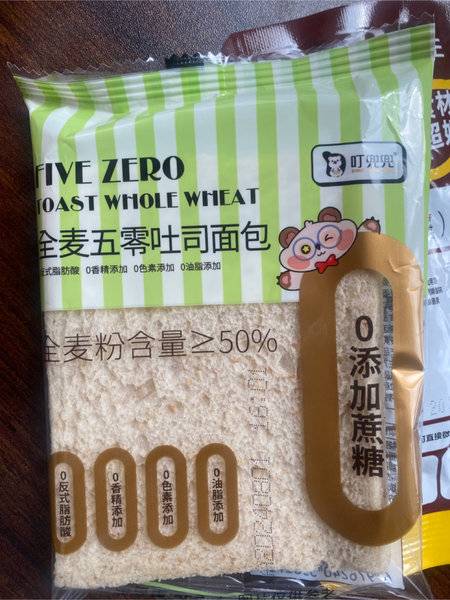 FIVE ZERO
TOAST WHOLE WHEAT
叮兜兜
全麦五零吐司面包
反式脂肪酸 0香精添加 0色素添加 0油脂添加
全麦粉含量≥50%
0添加蔗糖
0反式脂肪酸
0香精添加
0色素添加
0油脂添加